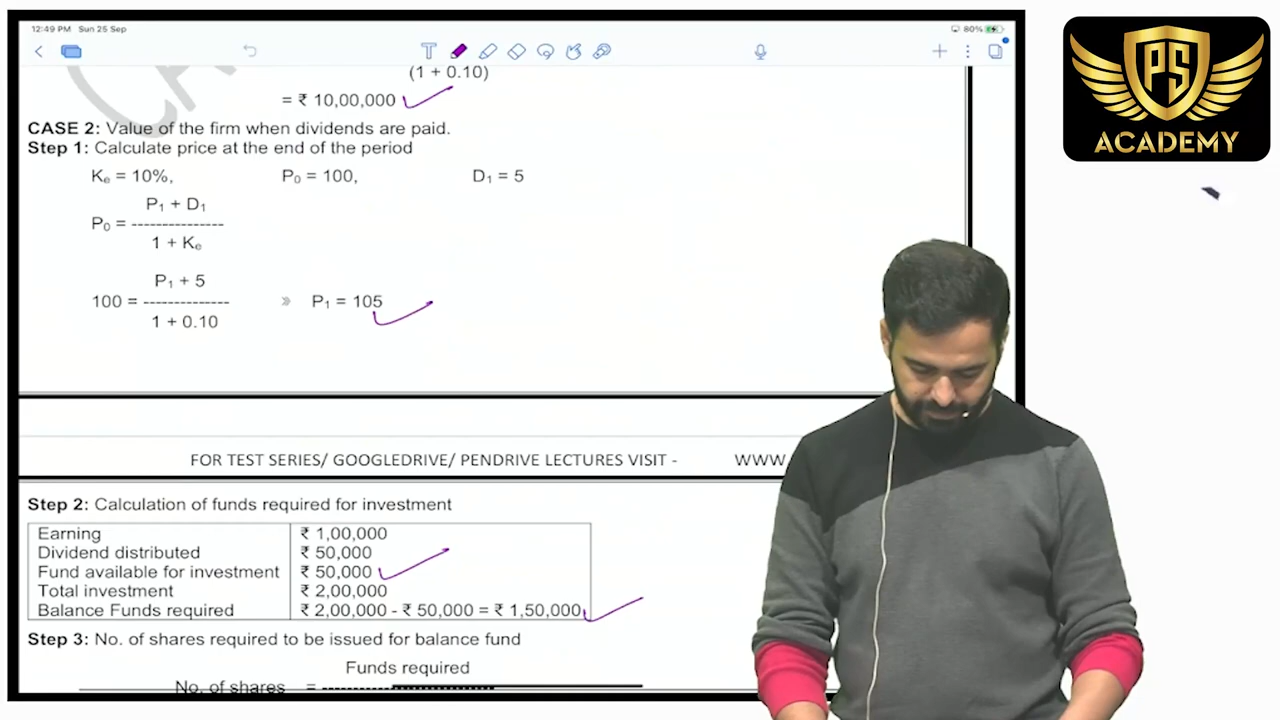 12:49 PM Sun 25 Sep
80%
(1 + 0.10)
= ₹ 10,00,000
CASE 2: Value of the firm when dividends are paid.
Step 1: Calculate price at the end of the period
Kₑ = 10%, P₀ = 100, D₁ = 5
P₁ + D₁
P₀ = ---------------
1 + Kₑ
P₁ + 5
100 = -------------- » P₁ = 105
1 + 0.10
FOR TEST SERIES/ GOOGLEDRIVE/ PENDRIVE LECTURES VISIT - WWW
Step 2: Calculation of funds required for investment
Earning ₹ 1,00,000
Dividend distributed ₹ 50,000
Fund available for investment ₹ 50,000
Total investment ₹ 2,00,000
Balance Funds required ₹ 2,00,000 - ₹ 50,000 = ₹ 1,50,000
Step 3: No. of shares required to be issued for balance fund
Funds required
No. of shares =
PS
ACADEMY